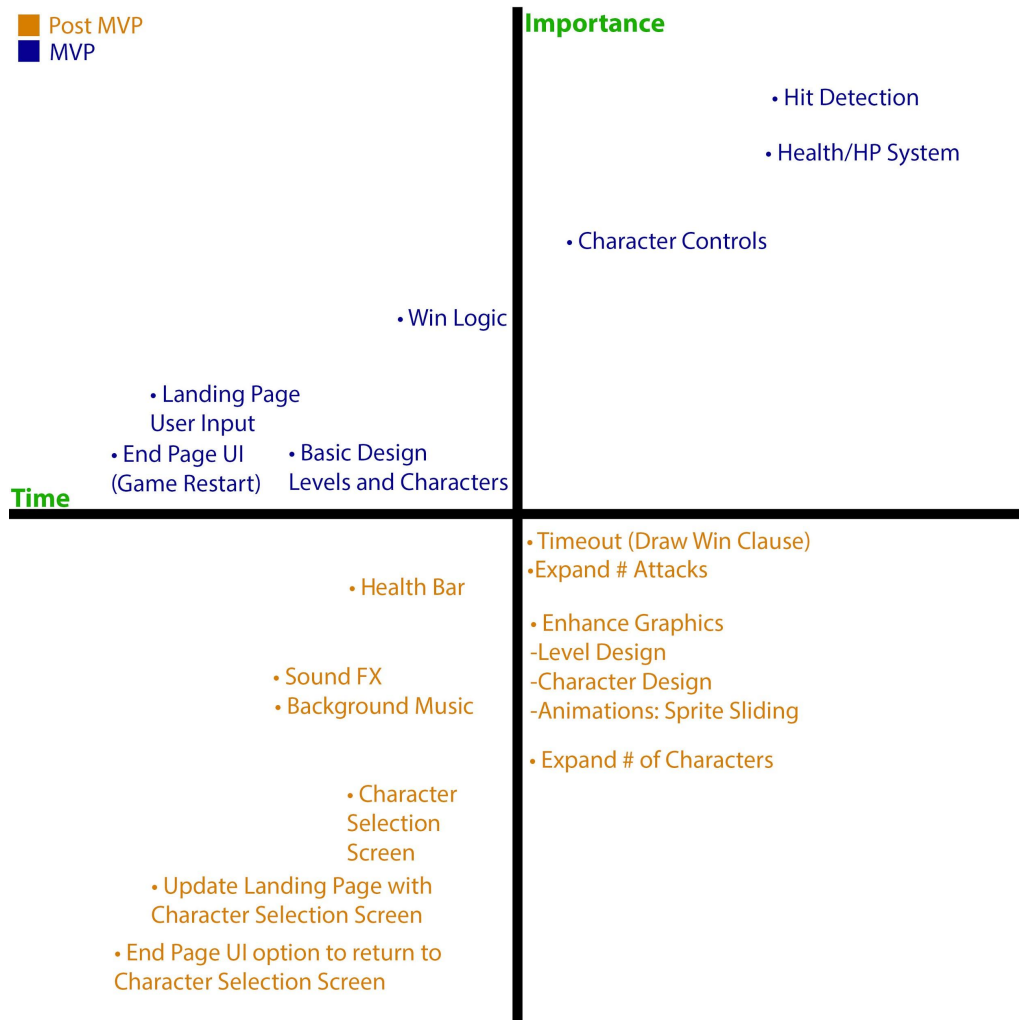 Post MVP
MVP
Importance
• Hit Detection
• Health/HP System
• Character Controls
• Win Logic
• Landing Page
User Input
• End Page UI
(Game Restart)
• Basic Design
Levels and Characters
Time
• Timeout (Draw Win Clause)
•Expand # Attacks
• Health Bar
• Enhance Graphics
-Level Design
-Character Design
-Animations: Sprite Sliding
• Sound FX
• Background Music
• Expand # of Characters
• Character
Selection
Screen
• Update Landing Page with
Character Selection Screen
• End Page UI option to return to
Character Selection Screen